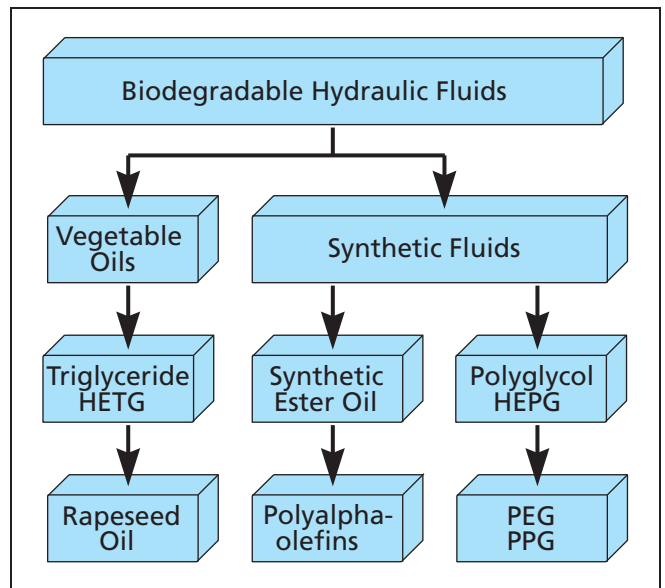 Biodegradable Hydraulic Fluids
Vegetable
Oils
Synthetic Fluids
Triglyceride
HETG
Synthetic
Ester Oil
Polyglycol
HEPG
Rapeseed
Oil
Polyalpha-
olefins
PEG
PPG